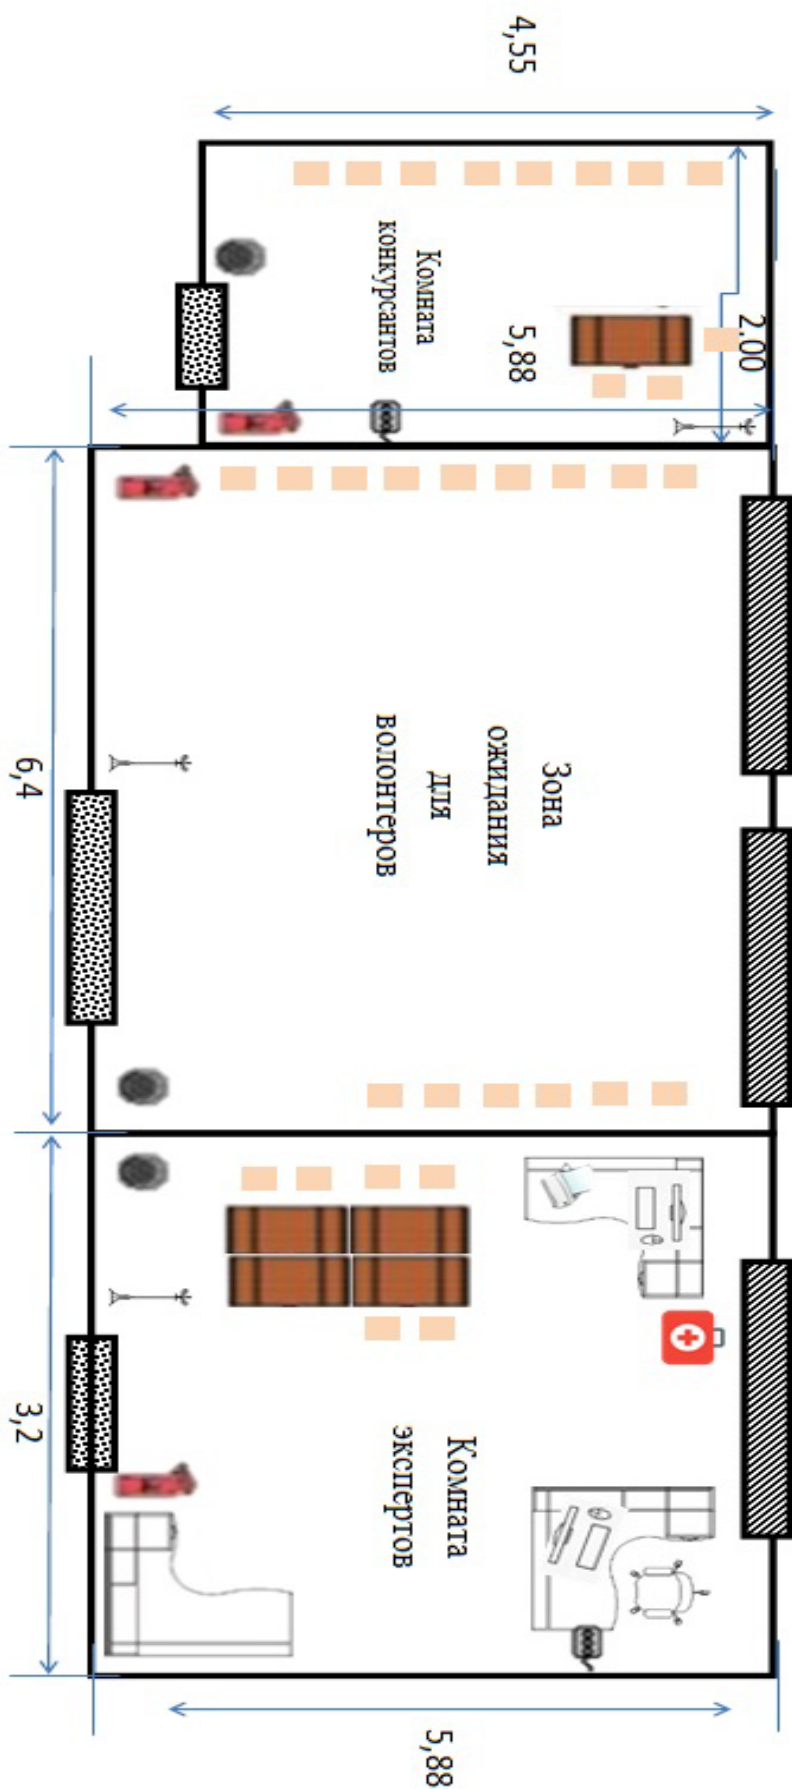 4,55
2.00
Комната
конкурсантов
5,88
Зона
ожидания
для
волонтеров
6,4
Комната
экспертов
3,2
5,88